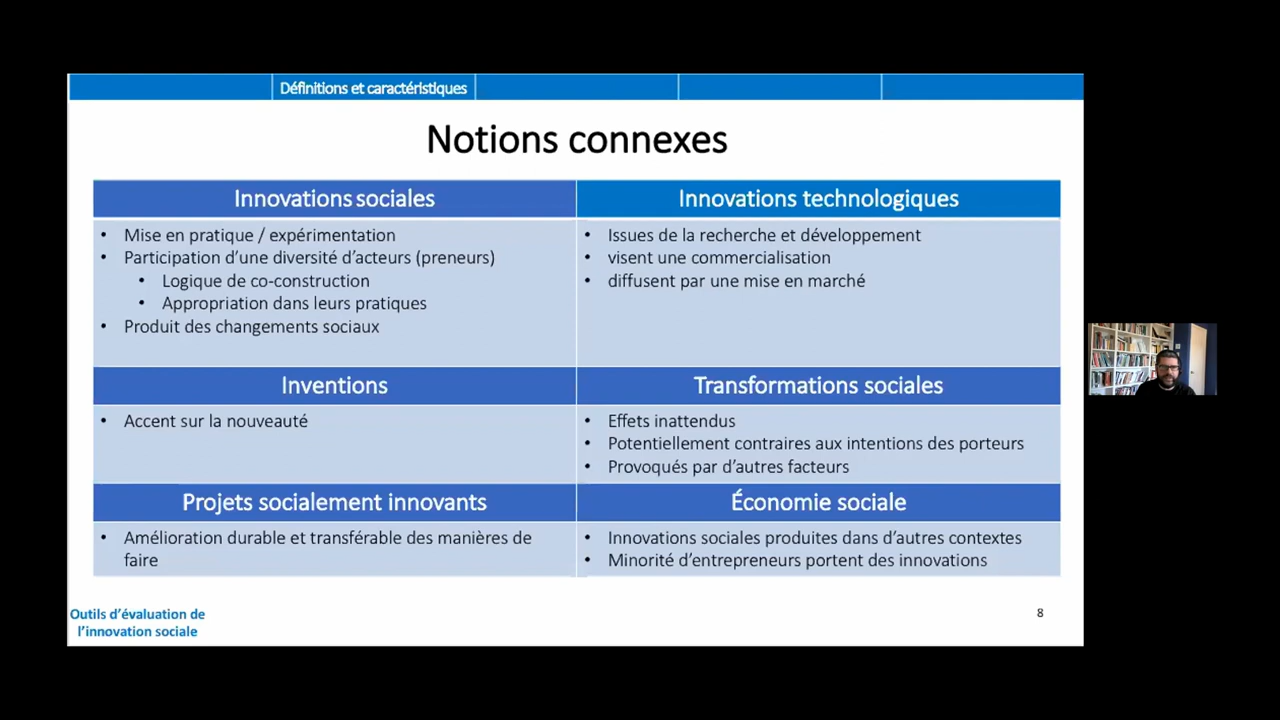 Définitions et caractéristiques
Notions connexes
Innovations sociales
Innovations technologiques
• Mise en pratique / expérimentation
• Participation d’une diversité d’acteurs (preneurs)
• Logique de co-construction
• Appropriation dans leurs pratiques
• Produit des changements sociaux
• Issues de la recherche et développement
• visent une commercialisation
• diffusent par une mise en marché
Inventions
Transformations sociales
• Accent sur la nouveauté
• Effets inattendus
• Potentiellement contraires aux intentions des porteurs
• Provoqués par d’autres facteurs
Projets socialement innovants
Économie sociale
• Amélioration durable et transférable des manières de
faire
• Innovations sociales produites dans d’autres contextes
• Minorité d’entrepreneurs portent des innovations
Outils d’évaluation de
l’innovation sociale
8